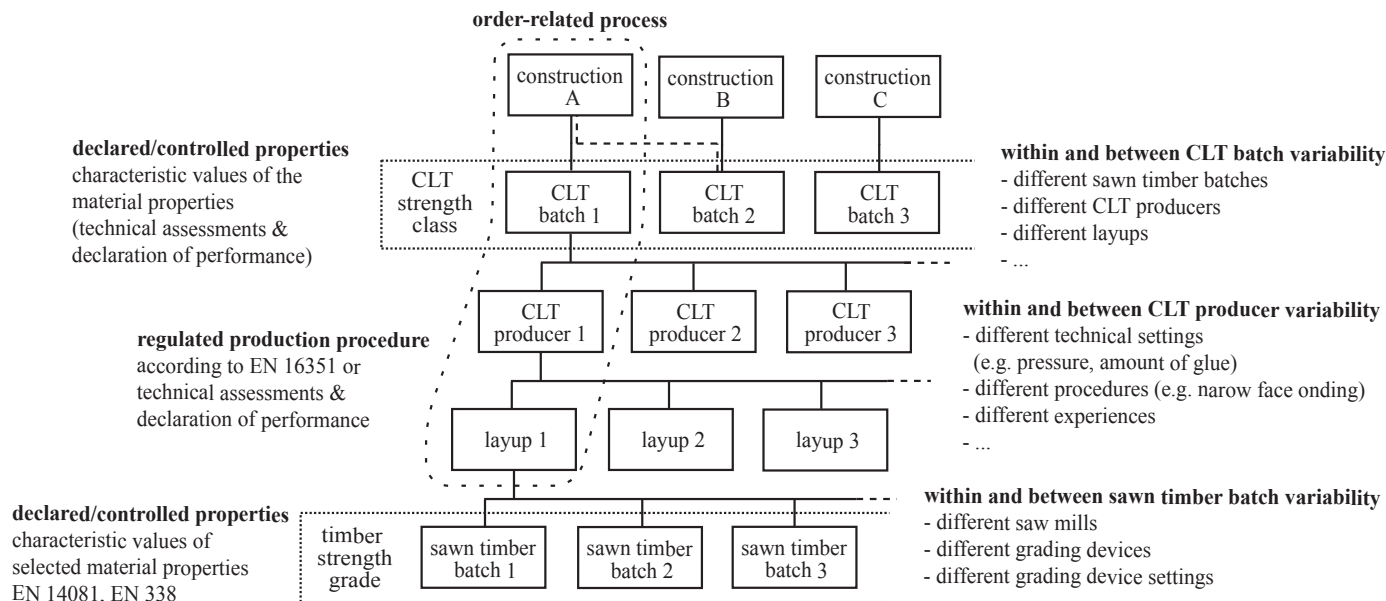 order-related process
construction
A
construction
B
construction
C
declared/controlled properties
characteristic values of the
material properties
(technical assessments &
declaration of performance)
CLT
strength
class
CLT
batch 1
CLT
batch 2
CLT
batch 3
within and between CLT batch variability
- different sawn timber batches
- different CLT producers
- different layups
- ...
regulated production procedure
according to EN 16351 or
technical assessments &
declaration of performance
CLT
producer 1
CLT
producer 2
CLT
producer 3
within and between CLT producer variability
- different technical settings
(e.g. pressure, amount of glue)
- different procedures (e.g. narow face onding)
- different experiences
- ...
layup 1
layup 2
layup 3
declared/controlled properties
characteristic values of
selected material properties
EN 14081, EN 338
timber
strength
grade
sawn timber
batch 1
sawn timber
batch 2
sawn timber
batch 3
within and between sawn timber batch variability
- different saw mills
- different grading devices
- different grading device settings